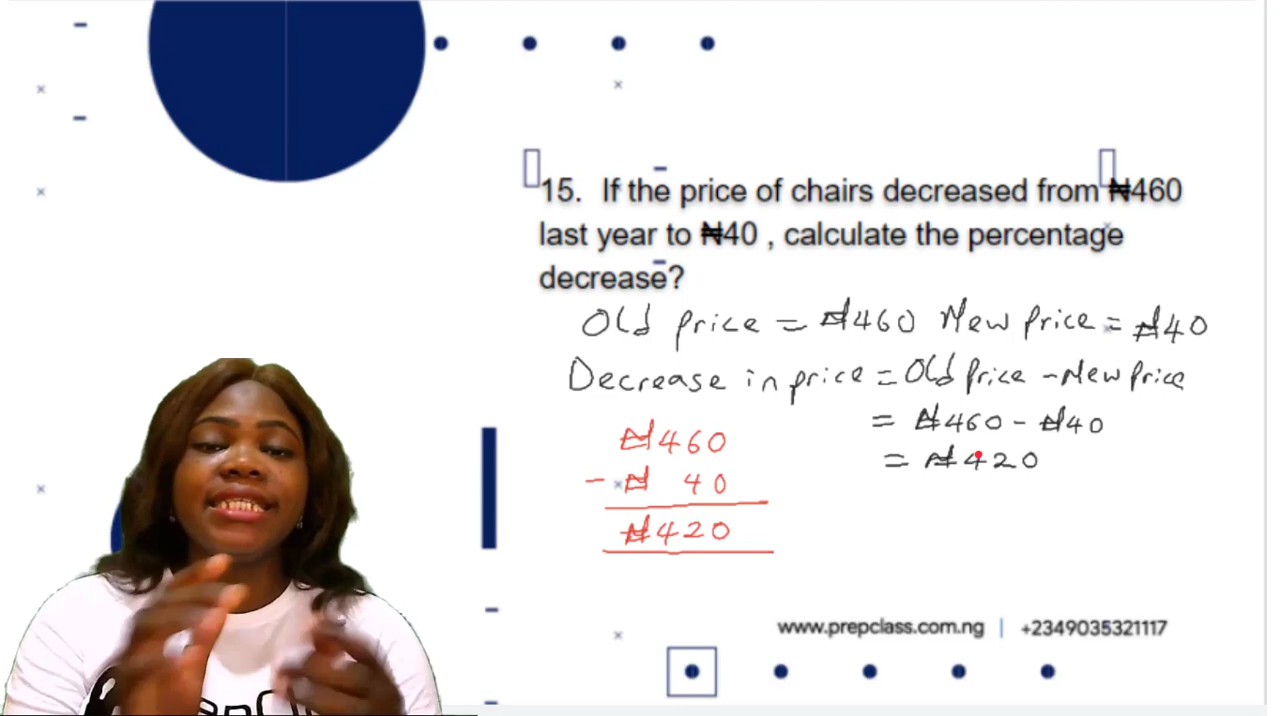 15. If the price of chairs decreased from ₦460
last year to ₦40 , calculate the percentage
decrease?
Old price = ₦460 New price = ₦40
Decrease in price = Old price - New price
= ₦460 - ₦40
= ₦420
₦460
- ₦ 40
₦420
www.prepclass.com.ng | +2349035321117